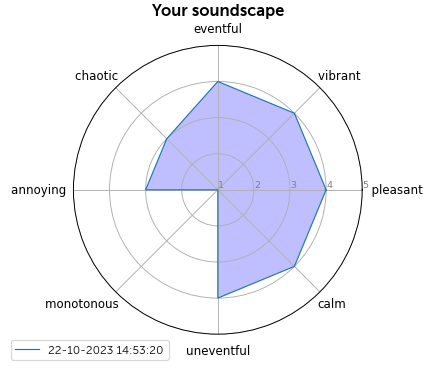 Your soundscape
eventful
chaotic
vibrant
annoying
1 2 3 4 5
pleasant
monotonous
calm
uneventful
22-10-2023 14:53:20